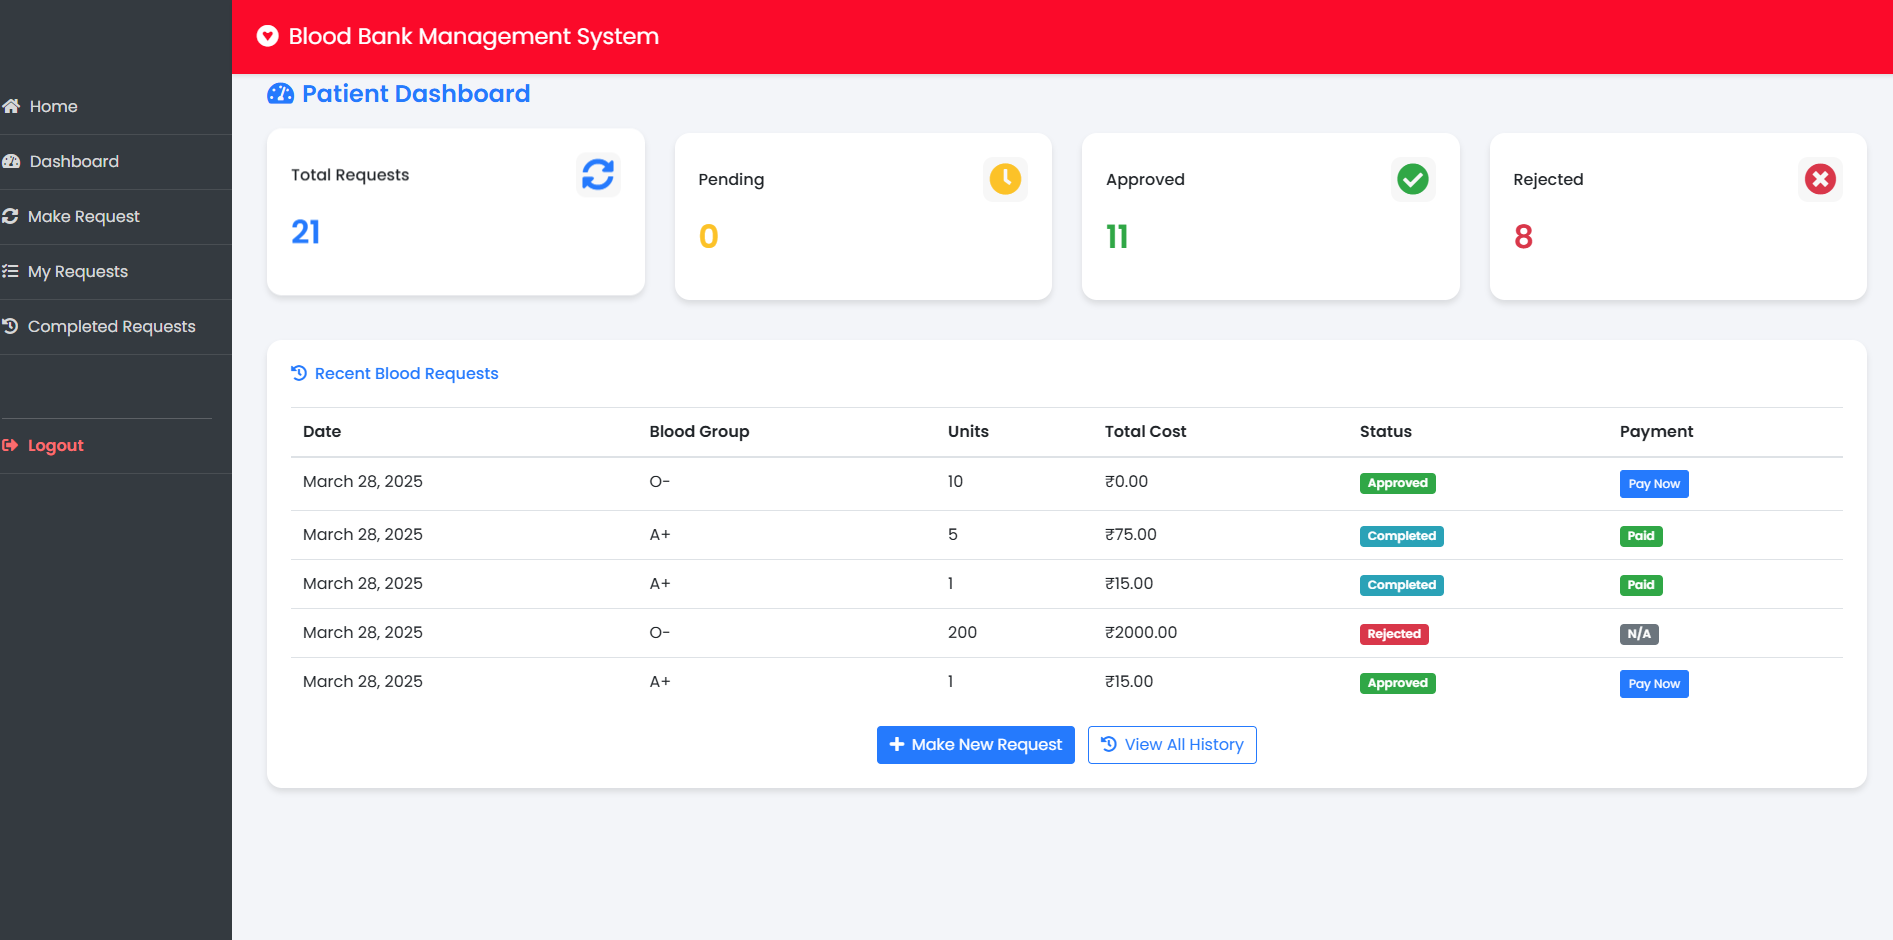 Blood Bank Management System
Home
Dashboard
Make Request
My Requests
Completed Requests
Logout
Patient Dashboard
Total Requests
21
Pending
0
Approved
11
Rejected
8
Recent Blood Requests
Date Blood Group Units Total Cost Status Payment
March 28, 2025 O- 10 ₹0.00 Approved Pay Now
March 28, 2025 A+ 5 ₹75.00 Completed Paid
March 28, 2025 A+ 1 ₹15.00 Completed Paid
March 28, 2025 O- 200 ₹2000.00 Rejected N/A
March 28, 2025 A+ 1 ₹15.00 Approved Pay Now
Make New Request View All History